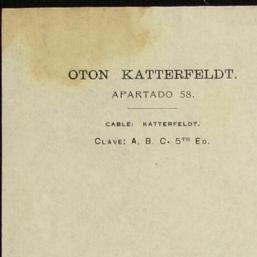 OTON KATTERFELDT.
APARTADO 58.
CABLE: KATTERFELDT.
CLAVE: A. B. C. 5TH ED.